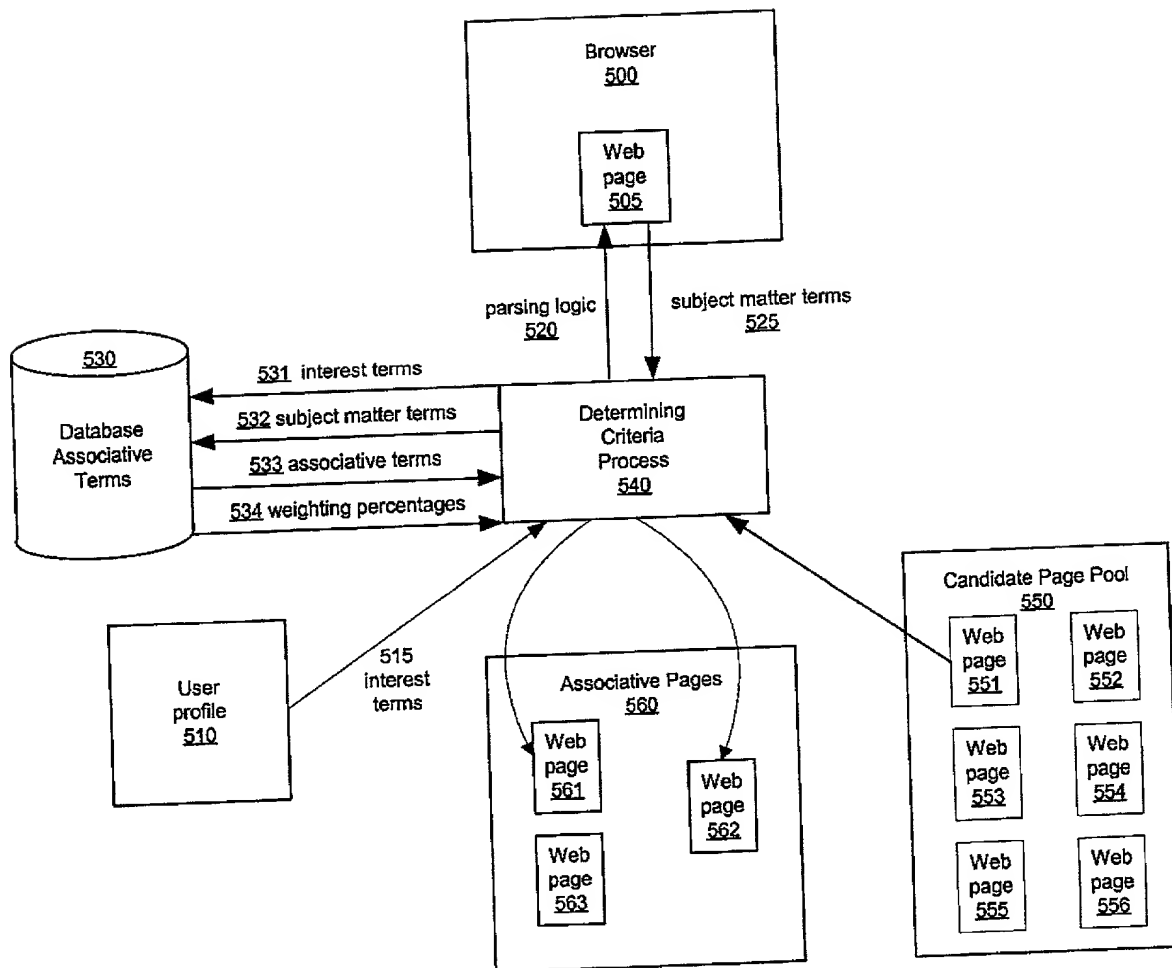 Browser
500
Web
page
505
parsing logic
520
subject matter terms
525
530
Database
Associative
Terms
531 interest terms
532 subject matter terms
533 associative terms
534 weighting percentages
Determining
Criteria
Process
540
User
profile
510
515
interest
terms
Associative Pages
560
Web
page
561
Web
page
562
Web
page
563
Candidate Page Pool
550
Web
page
551
Web
page
552
Web
page
553
Web
page
554
Web
page
555
Web
page
556